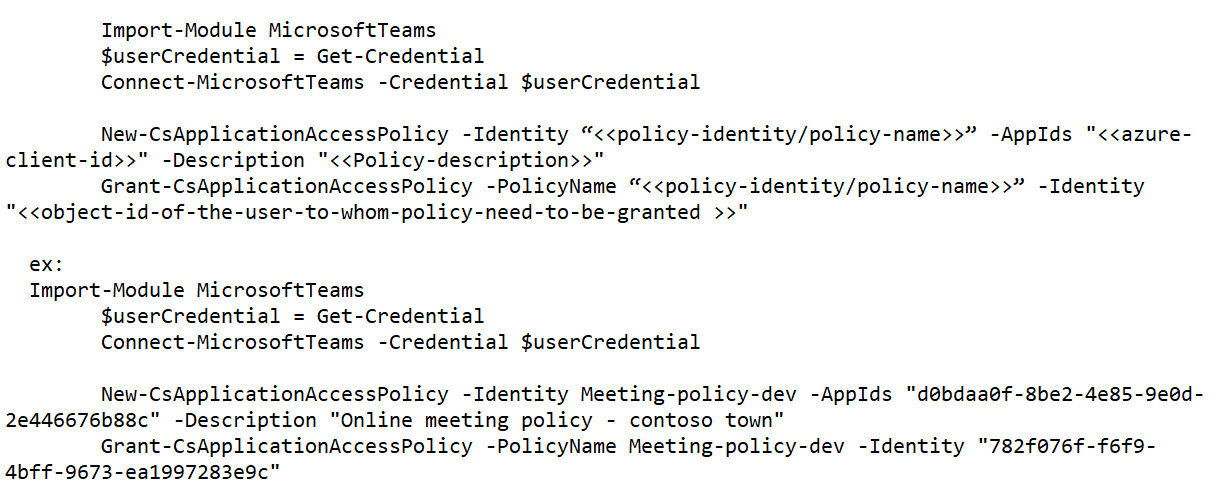 Import-Module MicrosoftTeams
$userCredential = Get-Credential
Connect-MicrosoftTeams -Credential $userCredential
New-CsApplicationAccessPolicy -Identity “<<policy-identity/policy-name>>” -AppIds "<<azure-
client-id>>" -Description "<<Policy-description>>"
Grant-CsApplicationAccessPolicy -PolicyName “<<policy-identity/policy-name>>” -Identity
"<<object-id-of-the-user-to-whom-policy-need-to-be-granted >>"
ex:
Import-Module MicrosoftTeams
$userCredential = Get-Credential
Connect-MicrosoftTeams -Credential $userCredential
New-CsApplicationAccessPolicy -Identity Meeting-policy-dev -AppIds "d0bdaa0f-8be2-4e85-9e0d-
2e446676b88c" -Description "Online meeting policy - contoso town"
Grant-CsApplicationAccessPolicy -PolicyName Meeting-policy-dev -Identity "782f076f-f6f9-
4bff-9673-ea1997283e9c"